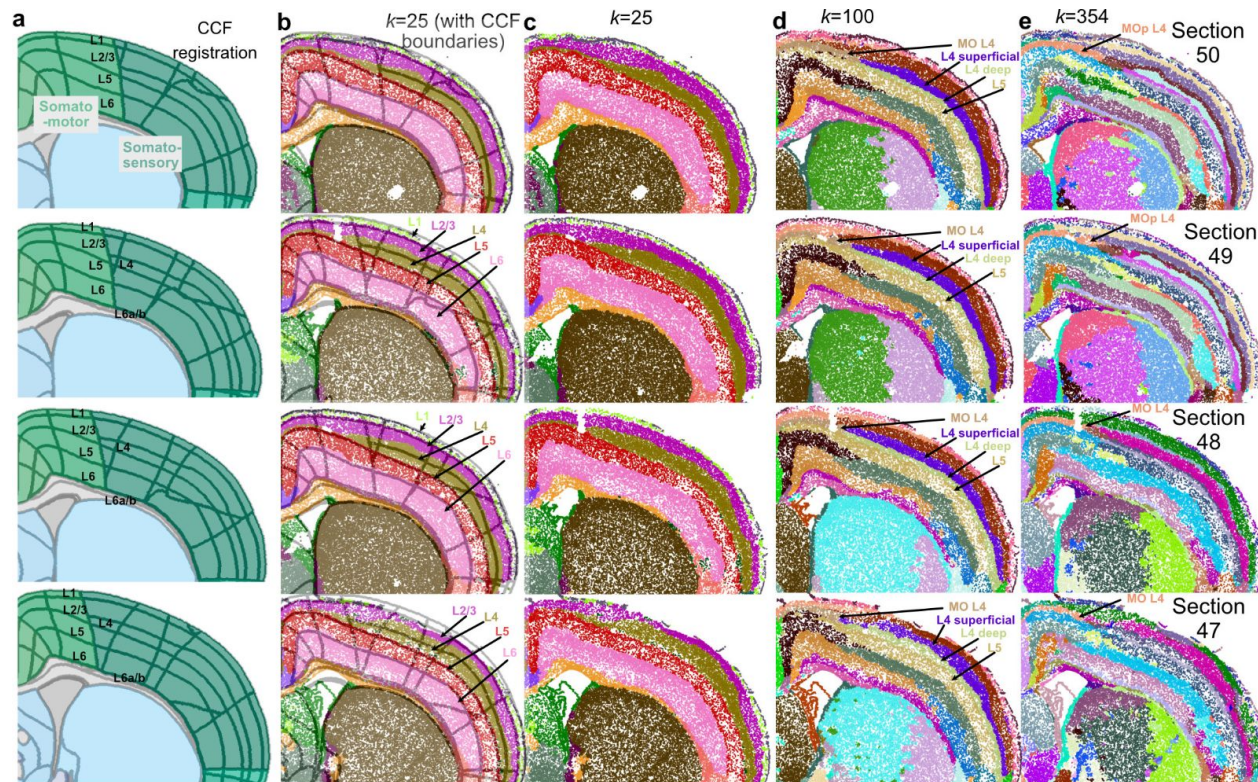 a
CCF
registration
L1
L2/3
L5
L6
Somato
-motor
Somato-
sensory
b
k=25 (with CCF
boundaries)
c
k=25
d
k=100
MO L4
L4 superficial
L4 deep
L5
e
k=354
MOp L4
Section
50
L1
L2/3
L5
L4
L6
L6a/b
L1
L2/3
L4
L5
L6
MO L4
L4 superficial
L4 deep
L5
MOp L4
Section
49
L1
L2/3
L4
L5
L6
L6a/b
L1
L2/3
L4
L5
L6
MO L4
L4 superficial
L4 deep
L5
MO L4
Section
48
L1
L2/3
L4
L5
L6
L6a/b
L2/3
L4
L5
L6
MO L4
L4 superficial
L4 deep
L5
MO L4
Section
47